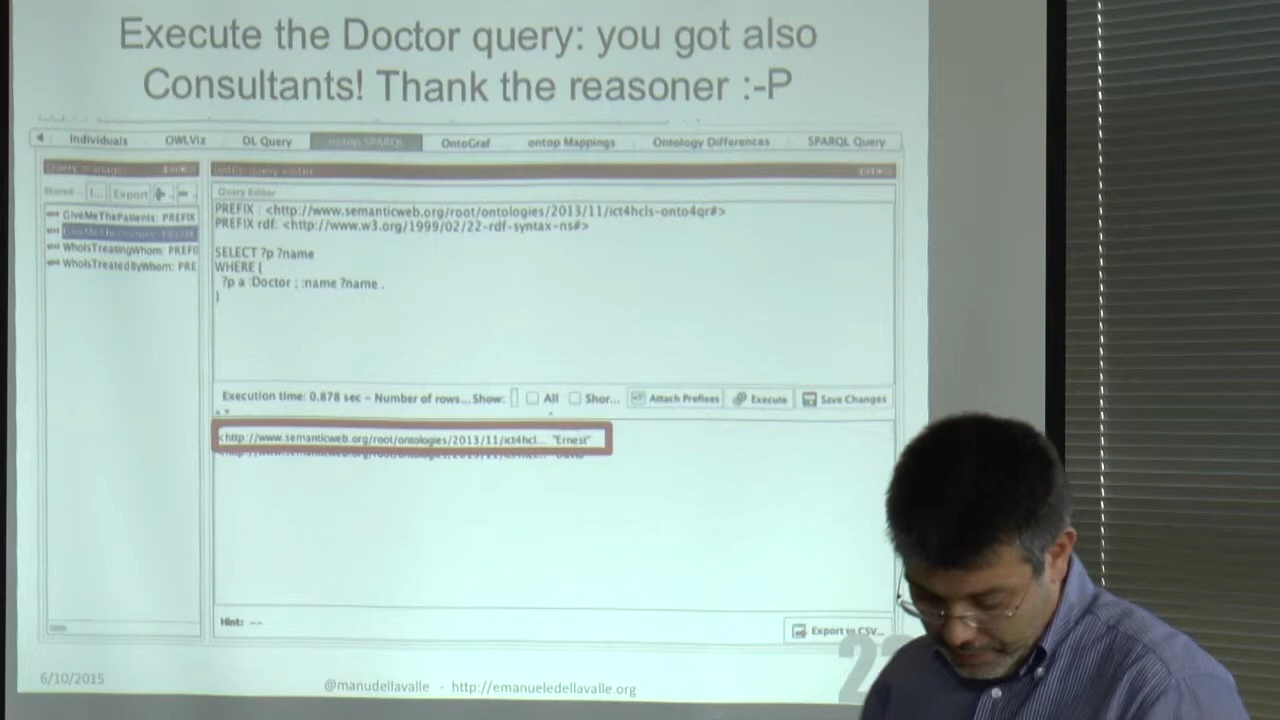 Execute the Doctor query: you got also
Consultants! Thank the reasoner :-P
Individuals OWLViz DL Query ontop SPARQL OntoGraf ontop Mappings Ontology Differences SPARQL Query
Export
Query Editor
GiveMeThePatients: PREFIX
WhoIsTreatingWhom: PREFI
WhoIsTreatedByWhom: PRE
PREFIX : <http://www.semanticweb.org/root/ontologies/2013/11/ict4hcls-onto4qr#>
PREFIX rdf: <http://www.w3.org/1999/02/22-rdf-syntax-ns#>
SELECT ?p ?name
WHERE {
?p a :Doctor ; :name ?name .
}
Execution time: 0.878 sec - Number of rows... Show: All Shor... Attach Prefixes Execute Save Changes
<http://www.semanticweb.org/root/ontologies/2013/11/ict4hcl... "Ernest"
Hint: --
Export to CSV...
6/10/2015
@manudellavalle - http://emanueledellavalle.org